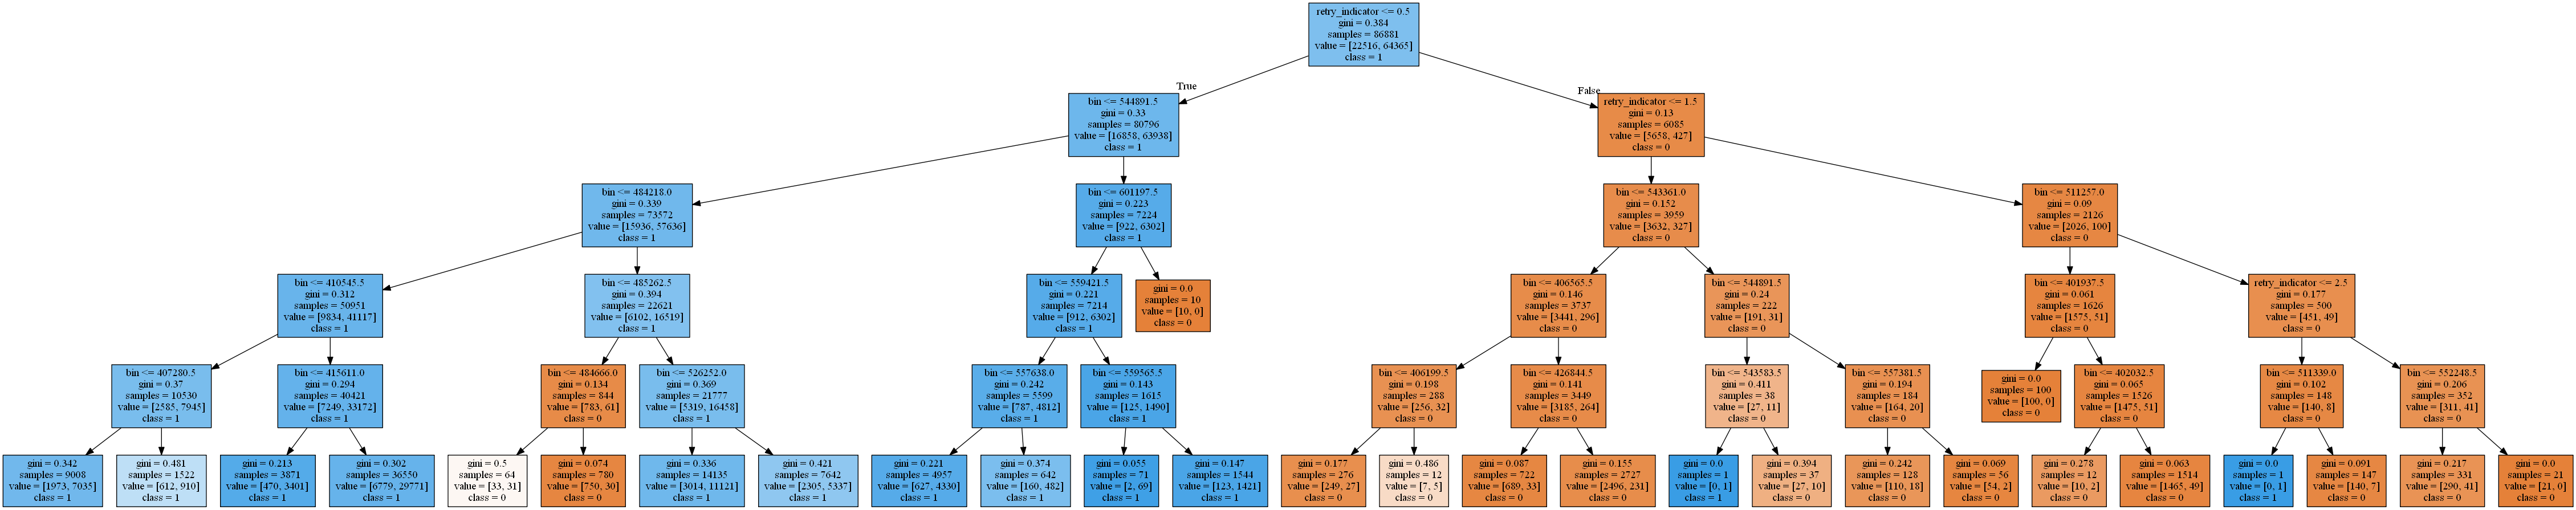 retry_indicator <= 0.5
gini = 0.384
samples = 86881
value = [22516, 64365]
class = 1
True
False
bin <= 544891.5
gini = 0.33
samples = 80796
value = [16858, 63938]
class = 1
retry_indicator <= 1.5
gini = 0.13
samples = 6085
value = [5658, 427]
class = 0
bin <= 484218.0
gini = 0.339
samples = 73572
value = [15936, 57636]
class = 1
bin <= 601197.5
gini = 0.223
samples = 7224
value = [922, 6302]
class = 1
bin <= 543361.0
gini = 0.152
samples = 3959
value = [3632, 327]
class = 0
bin <= 511257.0
gini = 0.09
samples = 2126
value = [2026, 100]
class = 0
bin <= 410545.5
gini = 0.312
samples = 50951
value = [9834, 41117]
class = 1
bin <= 485262.5
gini = 0.394
samples = 22621
value = [6102, 16519]
class = 1
bin <= 559421.5
gini = 0.221
samples = 7214
value = [912, 6302]
class = 1
gini = 0.0
samples = 10
value = [10, 0]
class = 0
bin <= 406565.5
gini = 0.146
samples = 3737
value = [3441, 296]
class = 0
bin <= 544891.5
gini = 0.24
samples = 222
value = [191, 31]
class = 0
bin <= 401937.5
gini = 0.061
samples = 1626
value = [1575, 51]
class = 0
retry_indicator <= 2.5
gini = 0.177
samples = 500
value = [451, 49]
class = 0
bin <= 407280.5
gini = 0.37
samples = 10530
value = [2585, 7945]
class = 1
bin <= 415611.0
gini = 0.294
samples = 40421
value = [7249, 33172]
class = 1
bin <= 484666.0
gini = 0.134
samples = 844
value = [783, 61]
class = 0
bin <= 526252.0
gini = 0.369
samples = 21777
value = [5319, 16458]
class = 1
bin <= 557638.0
gini = 0.242
samples = 5599
value = [787, 4812]
class = 1
bin <= 559565.5
gini = 0.143
samples = 1615
value = [125, 1490]
class = 1
bin <= 406199.5
gini = 0.198
samples = 288
value = [256, 32]
class = 0
bin <= 426844.5
gini = 0.141
samples = 3449
value = [3185, 264]
class = 0
bin <= 543583.5
gini = 0.411
samples = 38
value = [27, 11]
class = 0
bin <= 557381.5
gini = 0.194
samples = 184
value = [164, 20]
class = 0
gini = 0.0
samples = 100
value = [100, 0]
class = 0
bin <= 402032.5
gini = 0.065
samples = 1526
value = [1475, 51]
class = 0
bin <= 511339.0
gini = 0.102
samples = 148
value = [140, 8]
class = 0
bin <= 552248.5
gini = 0.206
samples = 352
value = [311, 41]
class = 0
gini = 0.342
samples = 9008
value = [1973, 7035]
class = 1
gini = 0.481
samples = 1522
value = [612, 910]
class = 1
gini = 0.213
samples = 3871
value = [470, 3401]
class = 1
gini = 0.302
samples = 36550
value = [6779, 29771]
class = 1
gini = 0.5
samples = 64
value = [33, 31]
class = 0
gini = 0.074
samples = 780
value = [750, 30]
class = 0
gini = 0.336
samples = 14135
value = [3014, 11121]
class = 1
gini = 0.421
samples = 7642
value = [2305, 5337]
class = 1
gini = 0.221
samples = 4957
value = [627, 4330]
class = 1
gini = 0.374
samples = 642
value = [160, 482]
class = 1
gini = 0.055
samples = 71
value = [2, 69]
class = 1
gini = 0.147
samples = 1544
value = [123, 1421]
class = 1
gini = 0.177
samples = 276
value = [249, 27]
class = 0
gini = 0.486
samples = 12
value = [7, 5]
class = 0
gini = 0.087
samples = 722
value = [689, 33]
class = 0
gini = 0.155
samples = 2727
value = [2496, 231]
class = 0
gini = 0.0
samples = 1
value = [0, 1]
class = 1
gini = 0.394
samples = 37
value = [27, 10]
class = 0
gini = 0.242
samples = 128
value = [110, 18]
class = 0
gini = 0.069
samples = 56
value = [54, 2]
class = 0
gini = 0.278
samples = 12
value = [10, 2]
class = 0
gini = 0.063
samples = 1514
value = [1465, 49]
class = 0
gini = 0.0
samples = 1
value = [0, 1]
class = 1
gini = 0.091
samples = 147
value = [140, 7]
class = 0
gini = 0.217
samples = 331
value = [290, 41]
class = 0
gini = 0.0
samples = 21
value = [21, 0]
class = 0